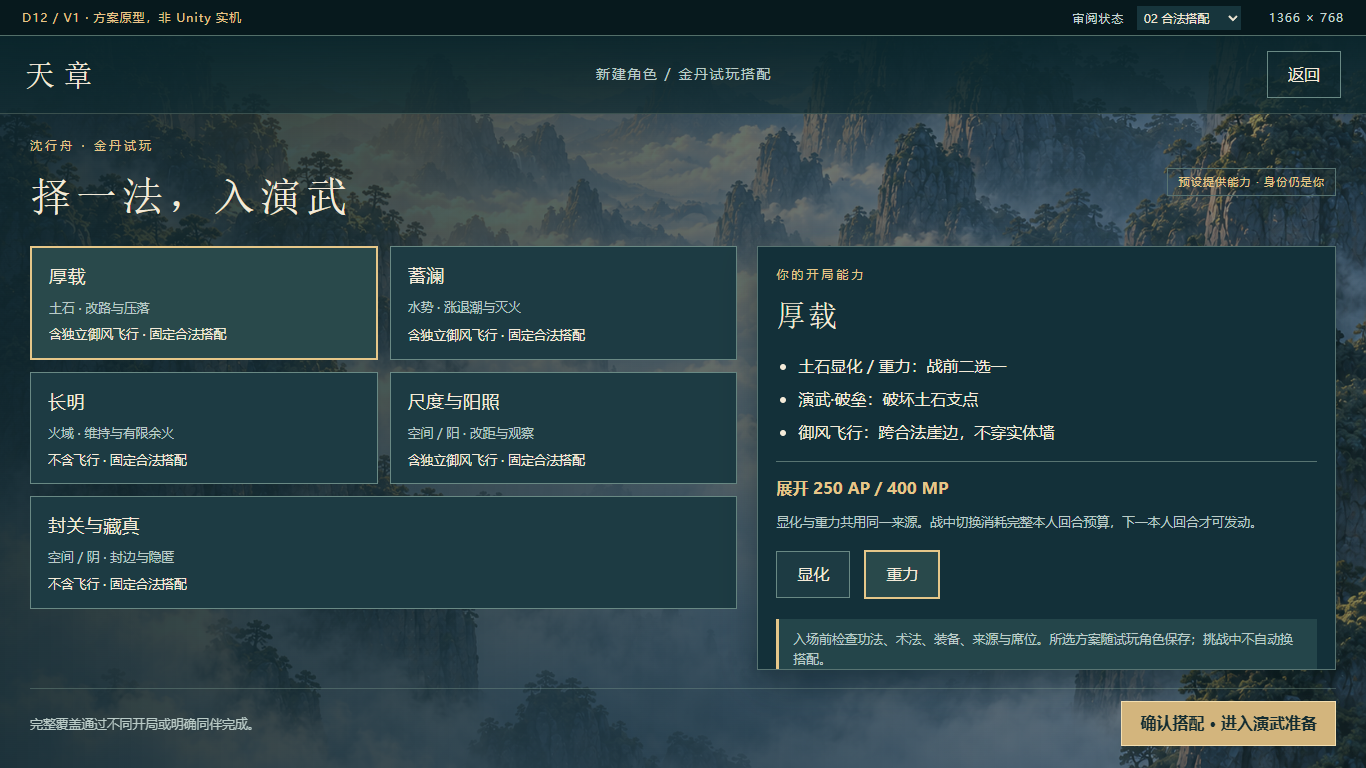 D12 / V1 · 方案原型，非 Unity 实机
审阅状态
02 合法搭配
1366 × 768
天章
新建角色 / 金丹试玩搭配
返回
沈行舟 · 金丹试玩
择一法，入演武
预设提供能力 · 身份仍是你
厚载
土石 · 改路与压落
含独立御风飞行 · 固定合法搭配
蓄澜
水势 · 涨退潮与灭火
含独立御风飞行 · 固定合法搭配
长明
火域 · 维持与有限余火
不含飞行 · 固定合法搭配
尺度与阳照
空间 / 阳 · 改距与观察
含独立御风飞行 · 固定合法搭配
封关与藏真
空间 / 阴 · 封边与隐匿
不含飞行 · 固定合法搭配
你的开局能力
厚载
• 土石显化 / 重力：战前二选一
• 演武·破垒：破坏土石支点
• 御风飞行：跨合法崖边，不穿实体墙
展开 250 AP / 400 MP
显化与重力共用同一来源。战中切换消耗完整本人回合预算，下一本人回合才可发动。
显化
重力
入场前检查功法、术法、装备、来源与席位。所选方案随试玩角色保存；挑战中不自动换
搭配。
完整覆盖通过不同开局或明确同伴完成。
确认搭配 · 进入演武准备